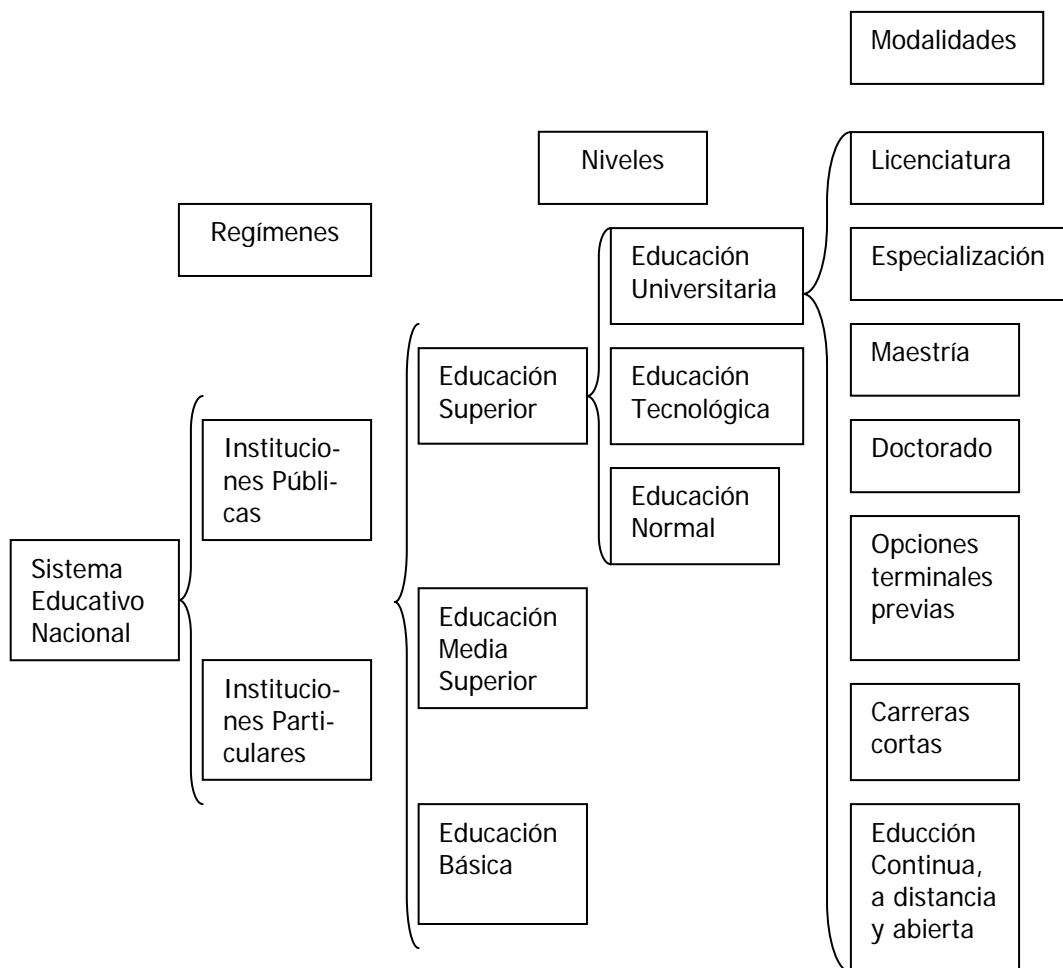 Modalidades
Niveles
Regímenes
Sistema
Educativo
Nacional
Institucio-
nes Públi-
cas
Institucio-
nes Parti-
culares
Educación
Superior
Educación
Media
Superior
Educación
Básica
Educación
Universitaria
Educación
Tecnológica
Educación
Normal
Licenciatura
Especialización
Maestría
Doctorado
Opciones
terminales
previas
Carreras
cortas
Educción
Continua,
a distancia
y abierta